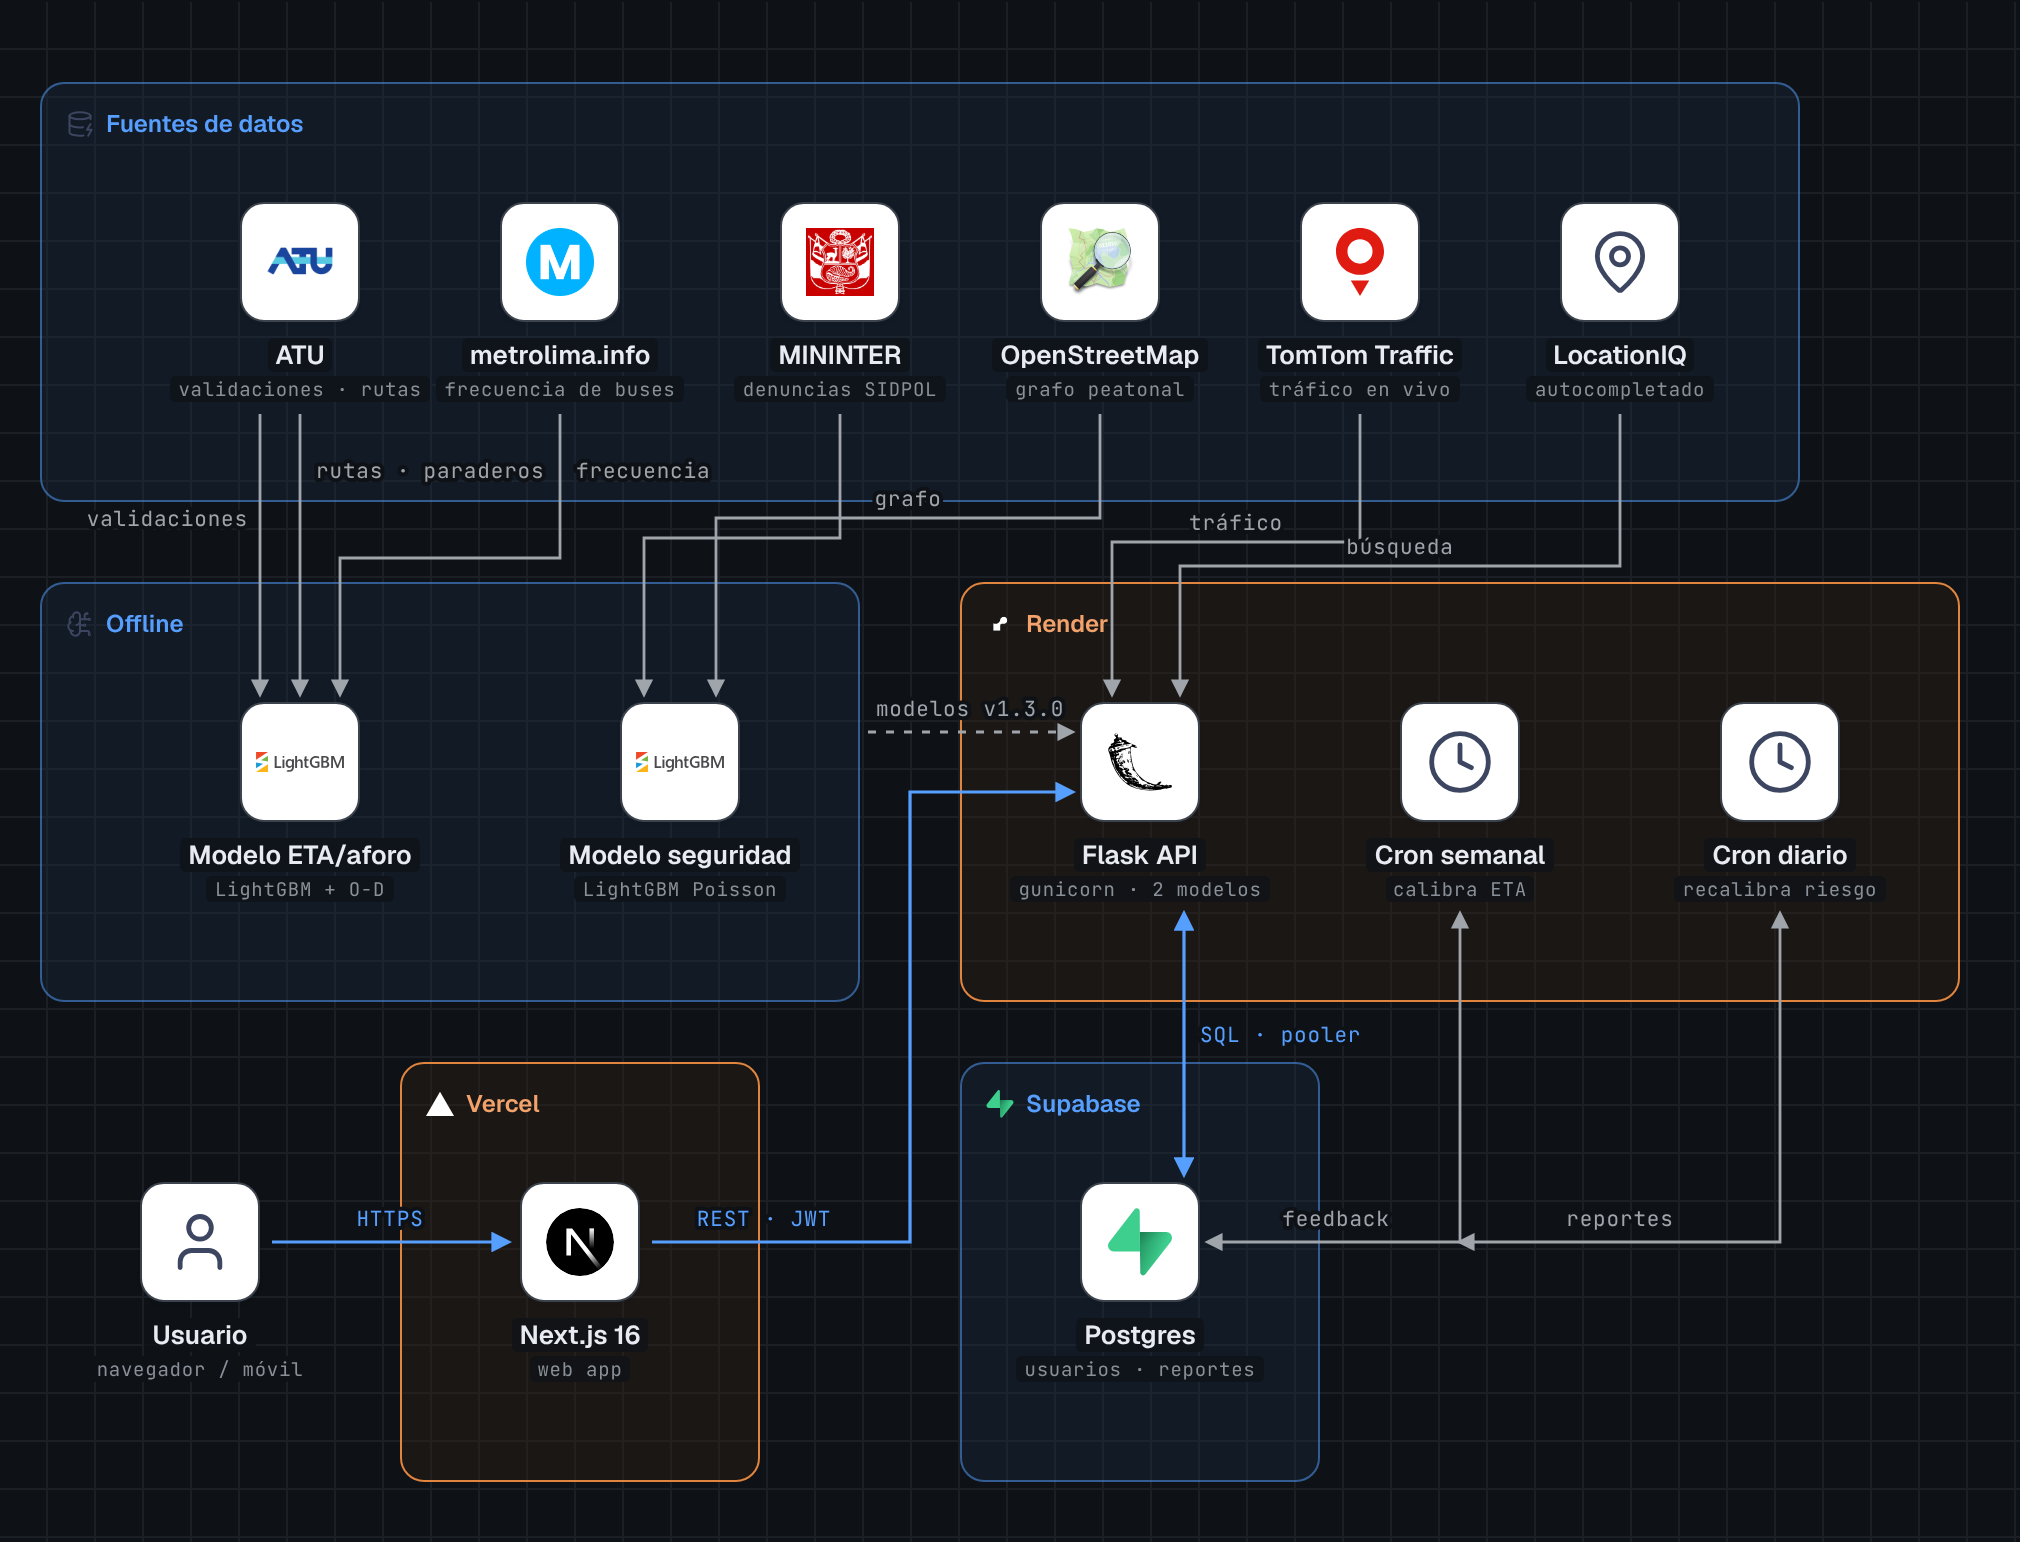 Fuentes de datos
ATU
M
ATU
validaciones · rutas
metrolima.info
frecuencia de buses
MININTER
denuncias SIDPOL
OpenStreetMap
grafo peatonal
TomTom Traffic
tráfico en vivo
LocationIQ
autocompletado
rutas · paraderos
frecuencia
grafo
validaciones
tráfico
búsqueda
Offline
Render
LightGBM
LightGBM
modelos v1.3.0
Modelo ETA/aforo
LightGBM + O-D
Modelo seguridad
LightGBM Poisson
Flask API
gunicorn · 2 modelos
Cron semanal
calibra ETA
Cron diario
recalibra riesgo
SQL · pooler
Vercel
Supabase
HTTPS
N
REST · JWT
feedback
reportes
Usuario
navegador / móvil
Next.js 16
web app
Postgres
usuarios · reportes